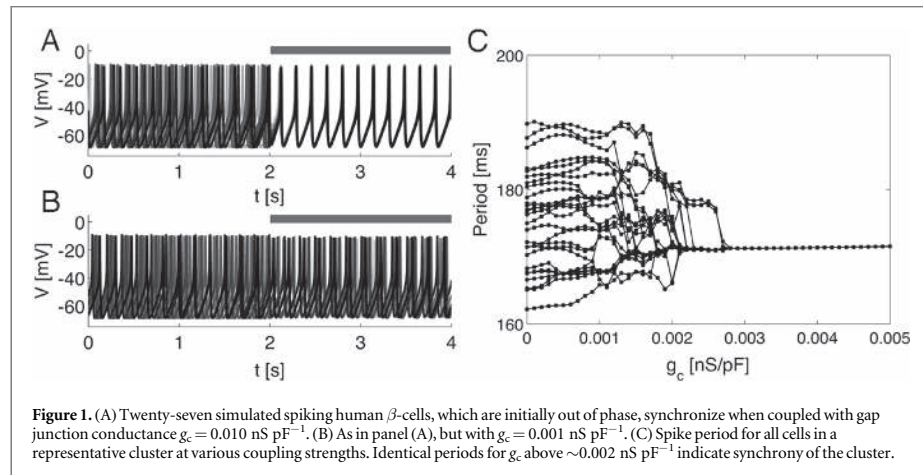 A
0
-20
-40
-60
V [mV]
0 1 2 3 4
t [s]
B
0
-20
-40
-60
V [mV]
0 1 2 3 4
t [s]
C
200
180
160
Period [ms]
0 0.001 0.002 0.003 0.004 0.005
g_c [nS/pF]
Figure 1. (A) Twenty-seven simulated spiking human β-cells, which are initially out of phase, synchronize when coupled with gap
junction conductance g_c = 0.010 nS pF⁻¹. (B) As in panel (A), but with g_c = 0.001 nS pF⁻¹. (C) Spike period for all cells in a
representative cluster at various coupling strengths. Identical periods for g_c above ~0.002 nS pF⁻¹ indicate synchrony of the cluster.